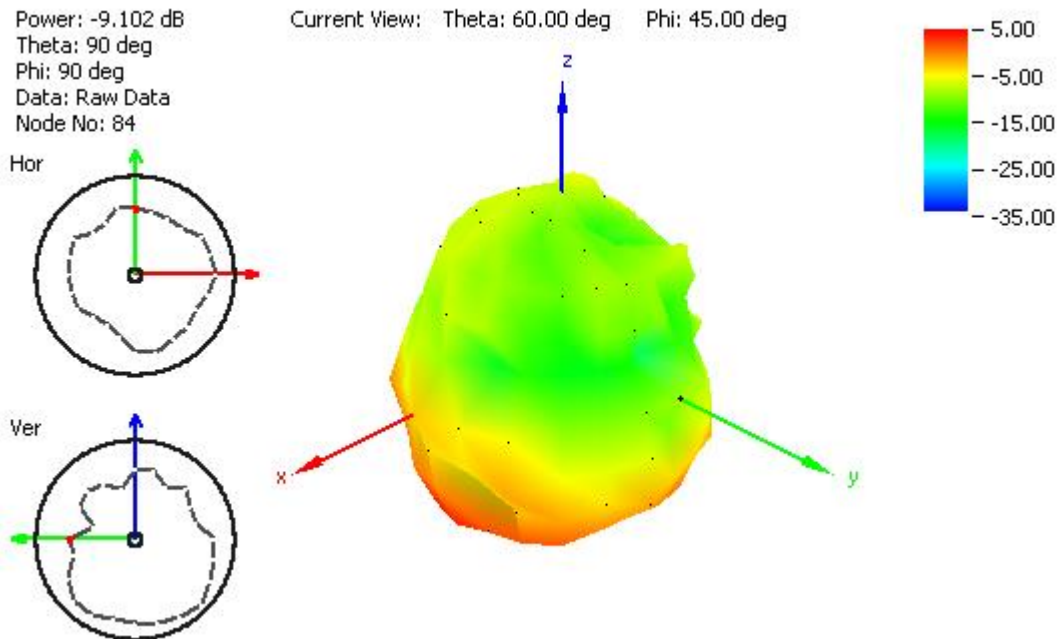 Power: -9.102 dB
Theta: 90 deg
Phi: 90 deg
Data: Raw Data
Node No: 84
Current View: Theta: 60.00 deg Phi: 45.00 deg
Hor
Ver
z
x
y
5.00
-5.00
-15.00
-25.00
-35.00